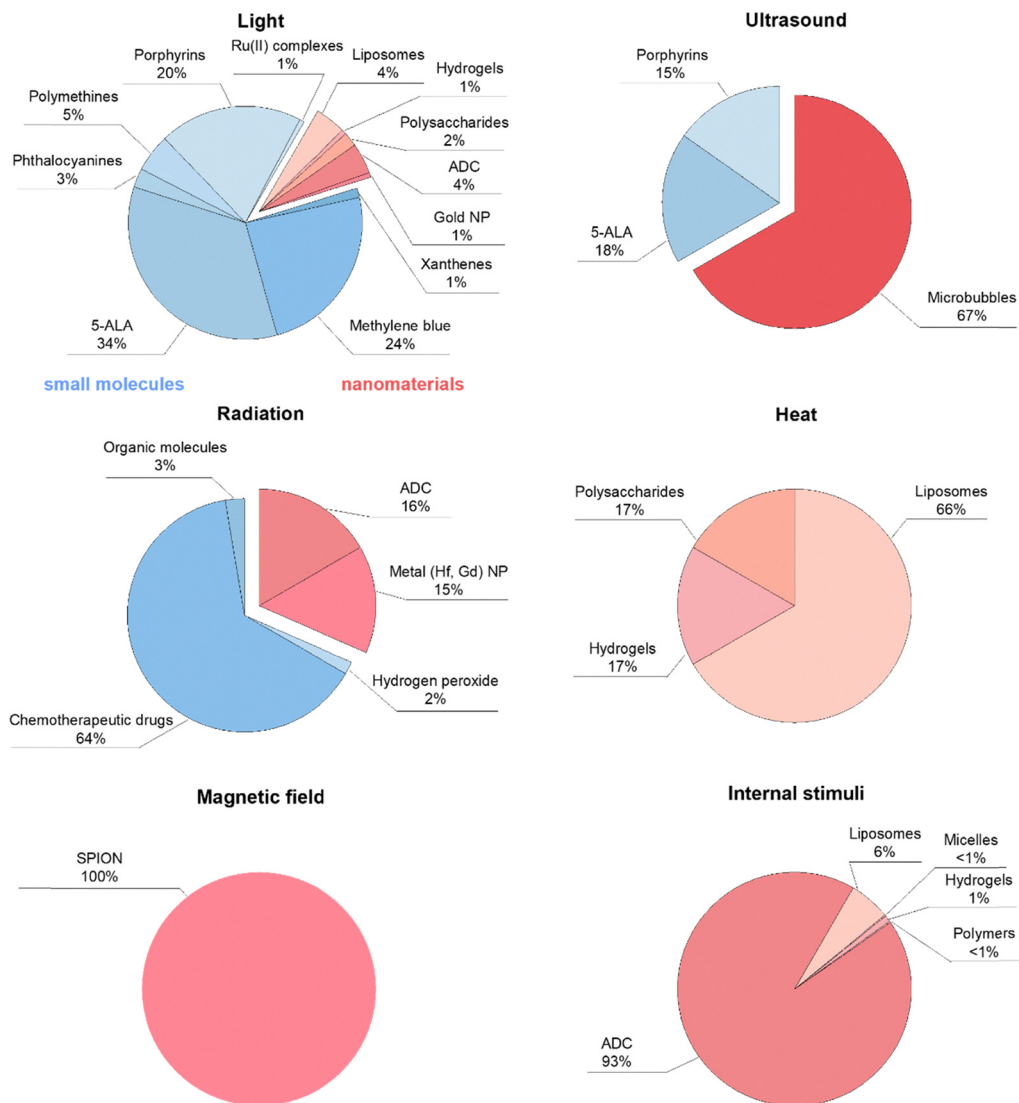 Light
Ru(II) complexes
1%
Porphyrins
20%
Liposomes
4%
Hydrogels
1%
Polymethines
5%
Polysaccharides
2%
Phthalocyanines
3%
ADC
4%
Gold NP
1%
Xanthenes
1%
5-ALA
34%
Methylene blue
24%
small molecules
nanomaterials
Ultrasound
Porphyrins
15%
5-ALA
18%
Microbubbles
67%
Radiation
Organic molecules
3%
ADC
16%
Metal (Hf, Gd) NP
15%
Hydrogen peroxide
2%
Chemotherapeutic drugs
64%
Heat
Polysaccharides
17%
Liposomes
66%
Hydrogels
17%
Magnetic field
SPION
100%
Internal stimuli
Liposomes
6%
Micelles
<1%
Hydrogels
1%
Polymers
<1%
ADC
93%